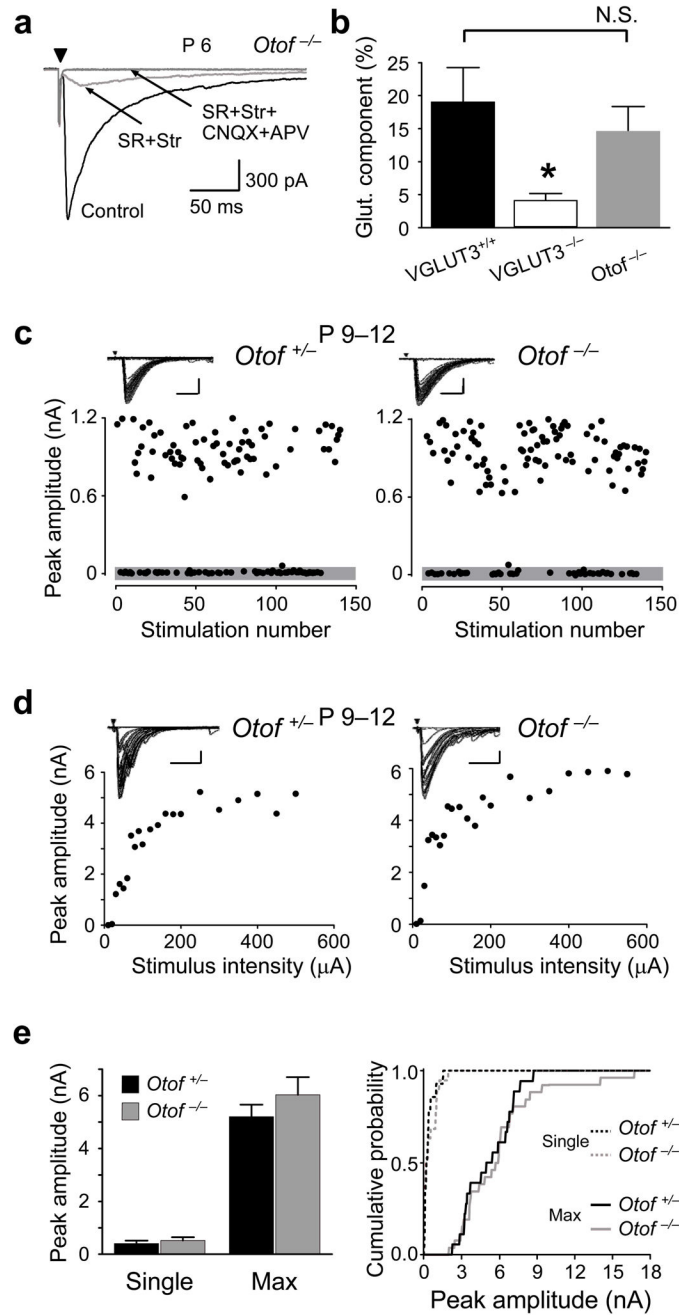 a
P 6
Otof –/–
SR+Str
SR+Str+
CNQX+APV
Control
300 pA
50 ms
b
N.S.
Glut. component (%)
25
20
15
10
5
0
*
VGLUT3+/+
VGLUT3–/–
Otof–/–
c
P 9–12
Otof +/–
Otof –/–
Peak amplitude (nA)
1.2
0.6
0
1.2
0.6
0
0 50 100 150
0 50 100 150
Stimulation number
Stimulation number
d
P 9–12
Otof +/–
Otof –/–
Peak amplitude (nA)
6
4
2
0
6
4
2
0
0 200 400 600
0 200 400 600
Stimulus intensity (μA)
Stimulus intensity (μA)
e
Peak amplitude (nA)
6
4
2
0
Otof +/–
Otof –/–
Single
Max
Cumulative probability
1.0
0.5
0.0
Single
Otof +/–
Otof –/–
Max
Otof +/–
Otof –/–
0 3 6 9 12 15 18
Peak amplitude (nA)